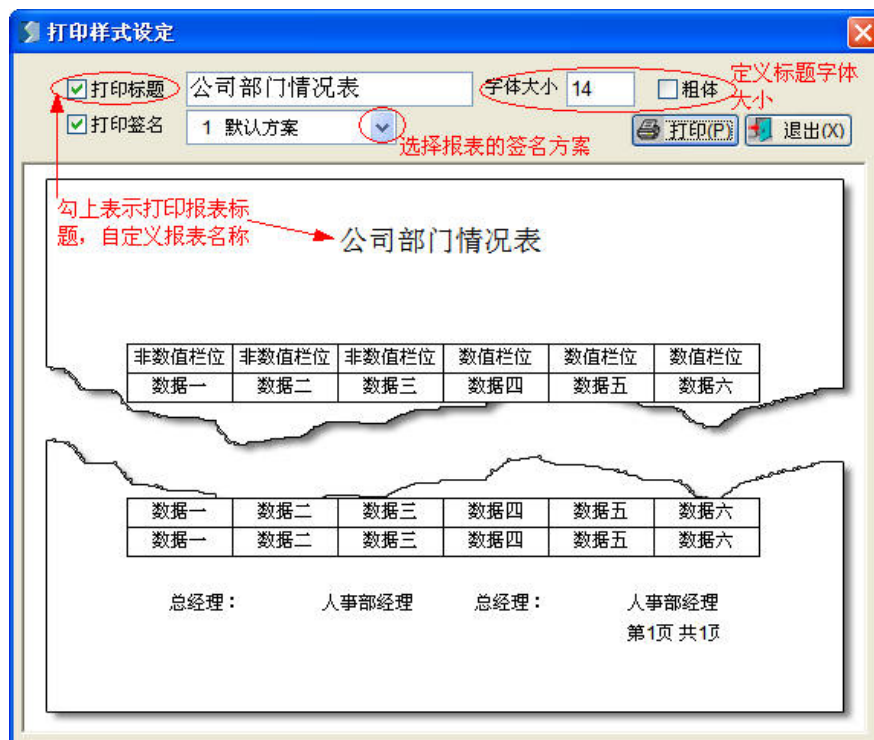 打印样式设定
打印标题 公司部门情况表 字体大小 14 粗体 定义标题字体
大小
打印签名 1 默认方案 打印(P) 退出(X)
选择报表的签名方案
勾上表示打印报表标
题，自定义报表名称
公司部门情况表
非数值栏位 非数值栏位 非数值栏位 数值栏位 数值栏位 数值栏位
数据一 数据二 数据三 数据四 数据五 数据六
数据一 数据二 数据三 数据四 数据五 数据六
数据一 数据二 数据三 数据四 数据五 数据六
总经理： 人事部经理 总经理： 人事部经理
第1页 共1页